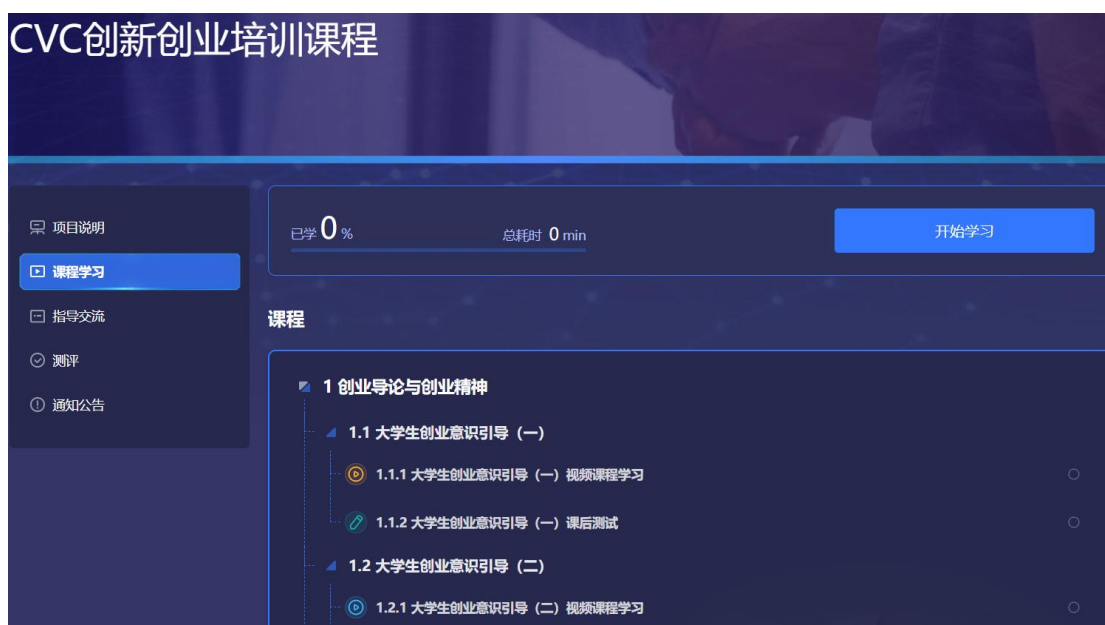 CVC创新创业培训课程
项目说明
课程学习
指导交流
测评
通知公告
已学 0 % 总耗时 0 min 开始学习
课程
1 创业导论与创业精神
1.1 大学生创业意识引导（一）
1.1.1 大学生创业意识引导（一）视频课程学习
1.1.2 大学生创业意识引导（一）课后测试
1.2 大学生创业意识引导（二）
1.2.1 大学生创业意识引导（二）视频课程学习